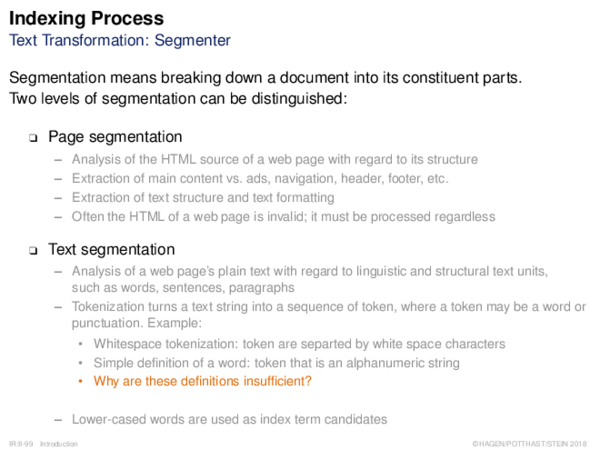 Indexing Process
Text Transformation: Segmenter
Segmentation means breaking down a document into its constituent parts.
Two levels of segmentation can be distinguished:
❑ Page segmentation
– Analysis of the HTML source of a web page with regard to its structure
– Extraction of main content vs. ads, navigation, header, footer, etc.
– Extraction of text structure and text formatting
– Often the HTML of a web page is invalid; it must be processed regardless
❑ Text segmentation
– Analysis of a web page's plain text with regard to linguistic and structural text units,
such as words, sentences, paragraphs
– Tokenization turns a text string into a sequence of token, where a token may be a word or
punctuation. Example:
• Whitespace tokenization: token are separted by white space characters
• Simple definition of a word: token that is an alphanumeric string
• Why are these definitions insufficient?
– Lower-cased words are used as index term candidates
IR:II-99 Introduction ©HAGEN/POTTHAST/STEIN 2018